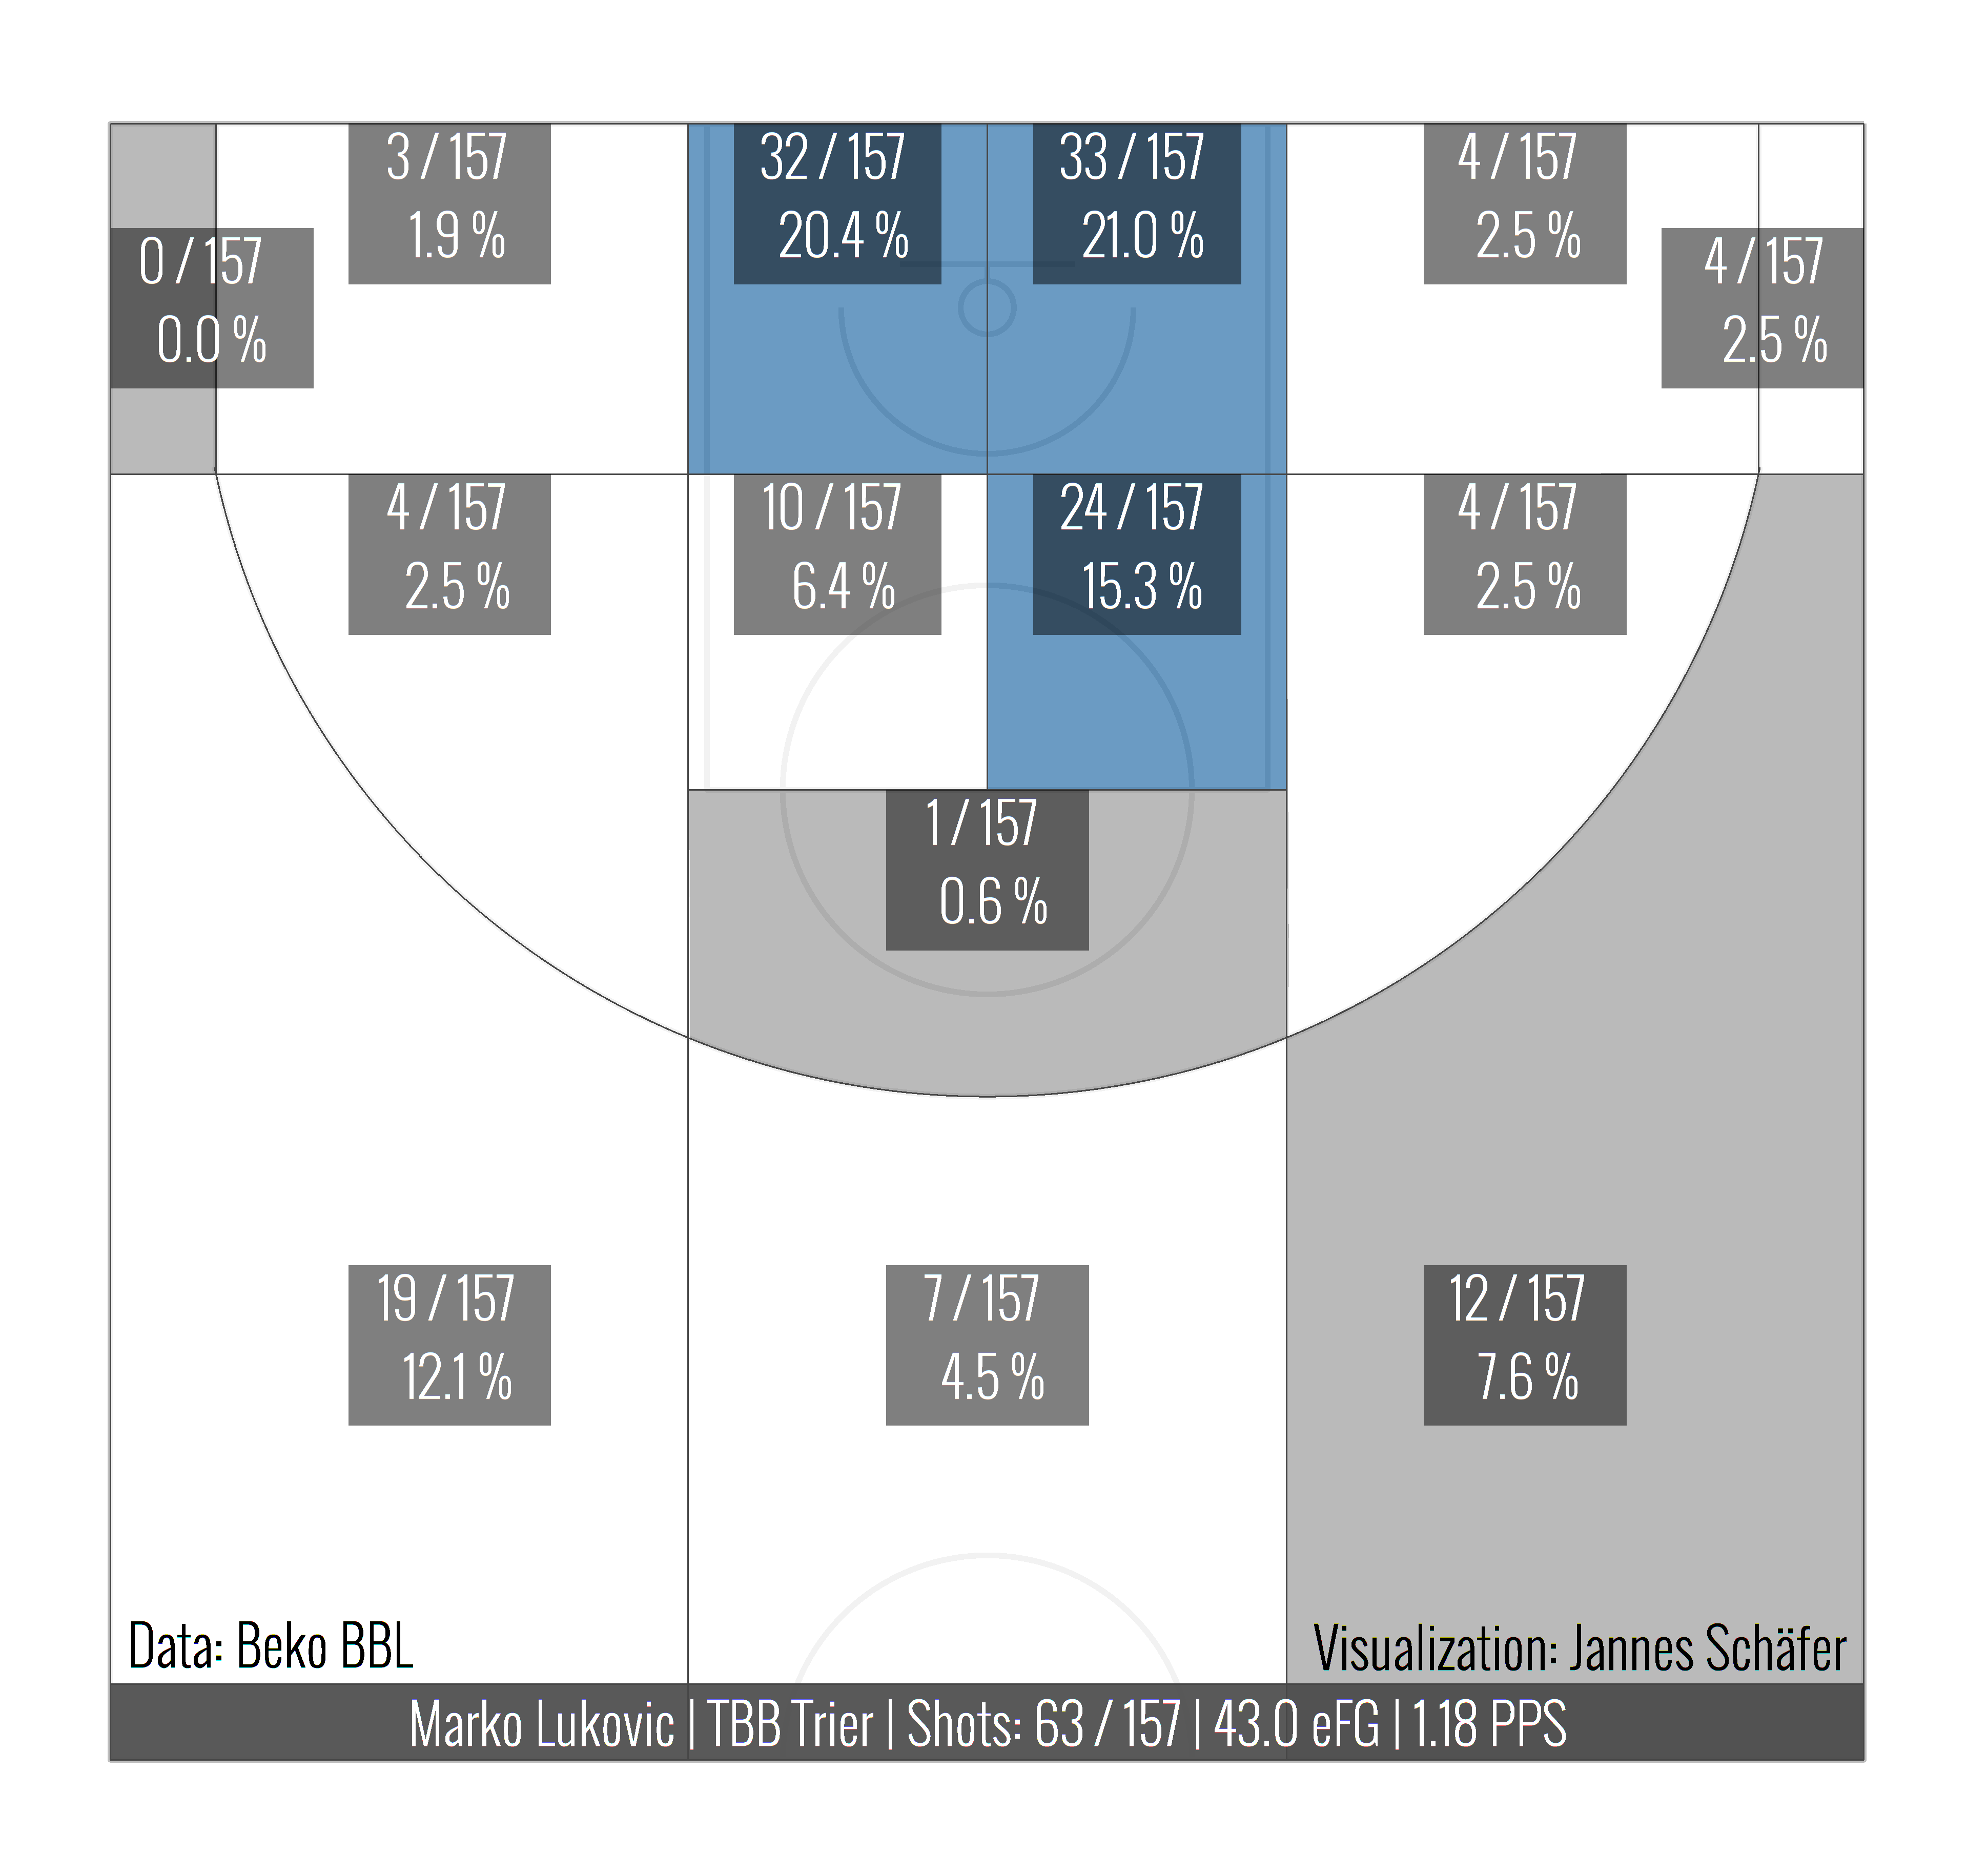 3 / 157
1.9 %
32 / 157
20.4 %
33 / 157
21.0 %
4 / 157
2.5 %
0 / 157
0.0 %
4 / 157
2.5 %
4 / 157
2.5 %
10 / 157
6.4 %
24 / 157
15.3 %
4 / 157
2.5 %
1 / 157
0.6 %
19 / 157
12.1 %
7 / 157
4.5 %
12 / 157
7.6 %
Data: Beko BBL
Visualization: Jannes Schäfer
Marko Lukovic | TBB Trier | Shots: 63 / 157 | 43.0 eFG | 1.18 PPS